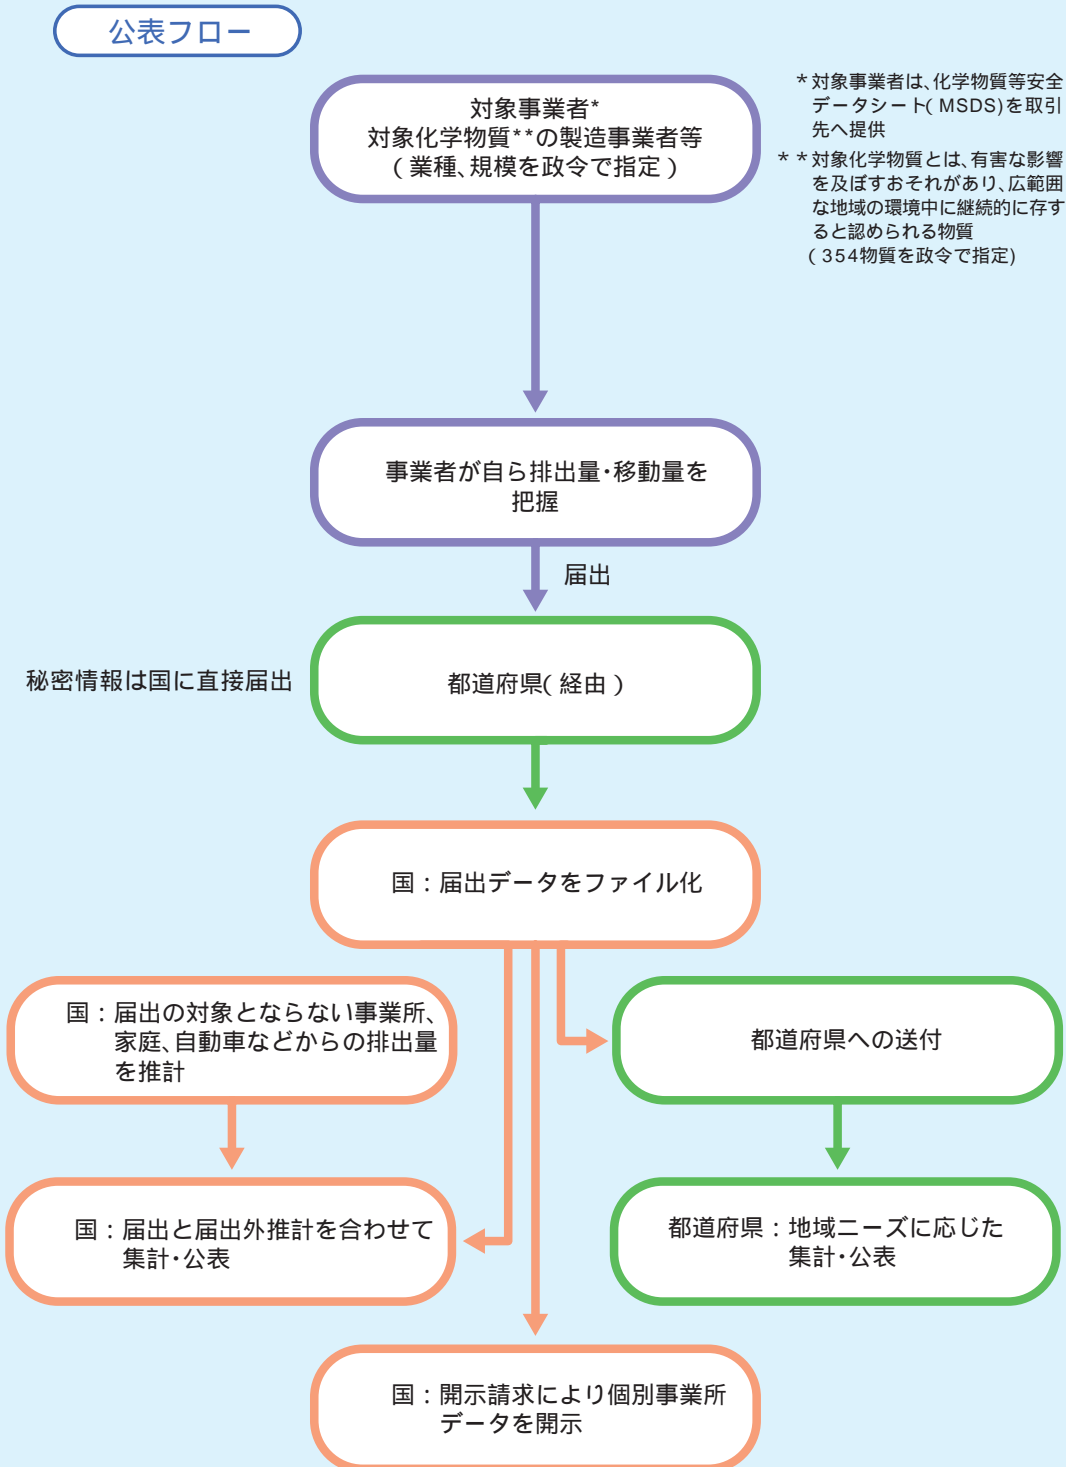 公表フロー
対象事業者*
対象化学物質**の製造事業者等
(業種、規模を政令で指定)
*対象事業者は、化学物質等安全
データシート(MSDS)を取引
先へ提供
**対象化学物質とは、有害な影響
を及ぼすおそれがあり、広範囲
な地域の環境中に継続的に存す
ると認められる物質
(354物質を政令で指定)
事業者が自ら排出量・移動量を
把握
届出
秘密情報は国に直接届出
都道府県(経由)
国:届出データをファイル化
国:届出の対象とならない事業所、
家庭、自動車などからの排出量
を推計
都道府県への送付
国:届出と届出外推計を合わせて
集計・公表
都道府県:地域ニーズに応じた
集計・公表
国:開示請求により個別事業所
データを開示